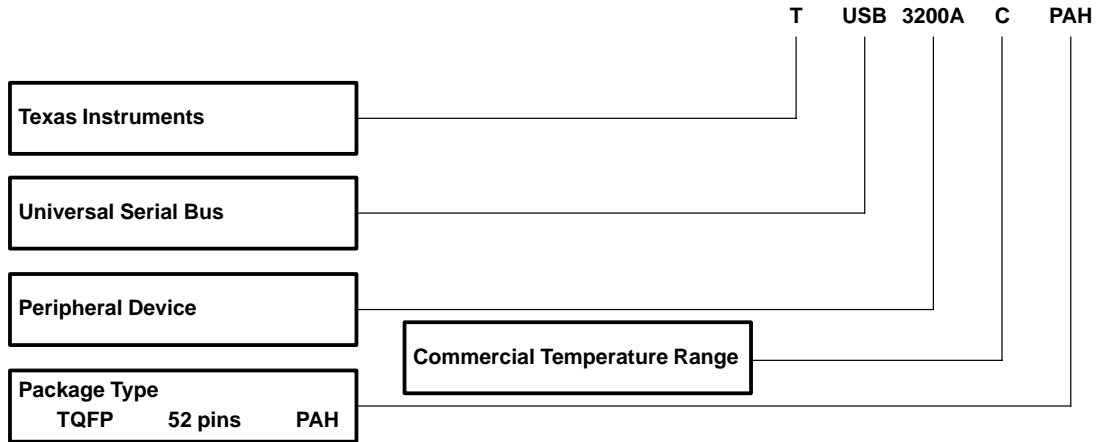 T USB 3200A C PAH
Texas Instruments
Universal Serial Bus
Peripheral Device
Commercial Temperature Range
Package Type
TQFP 52 pins PAH